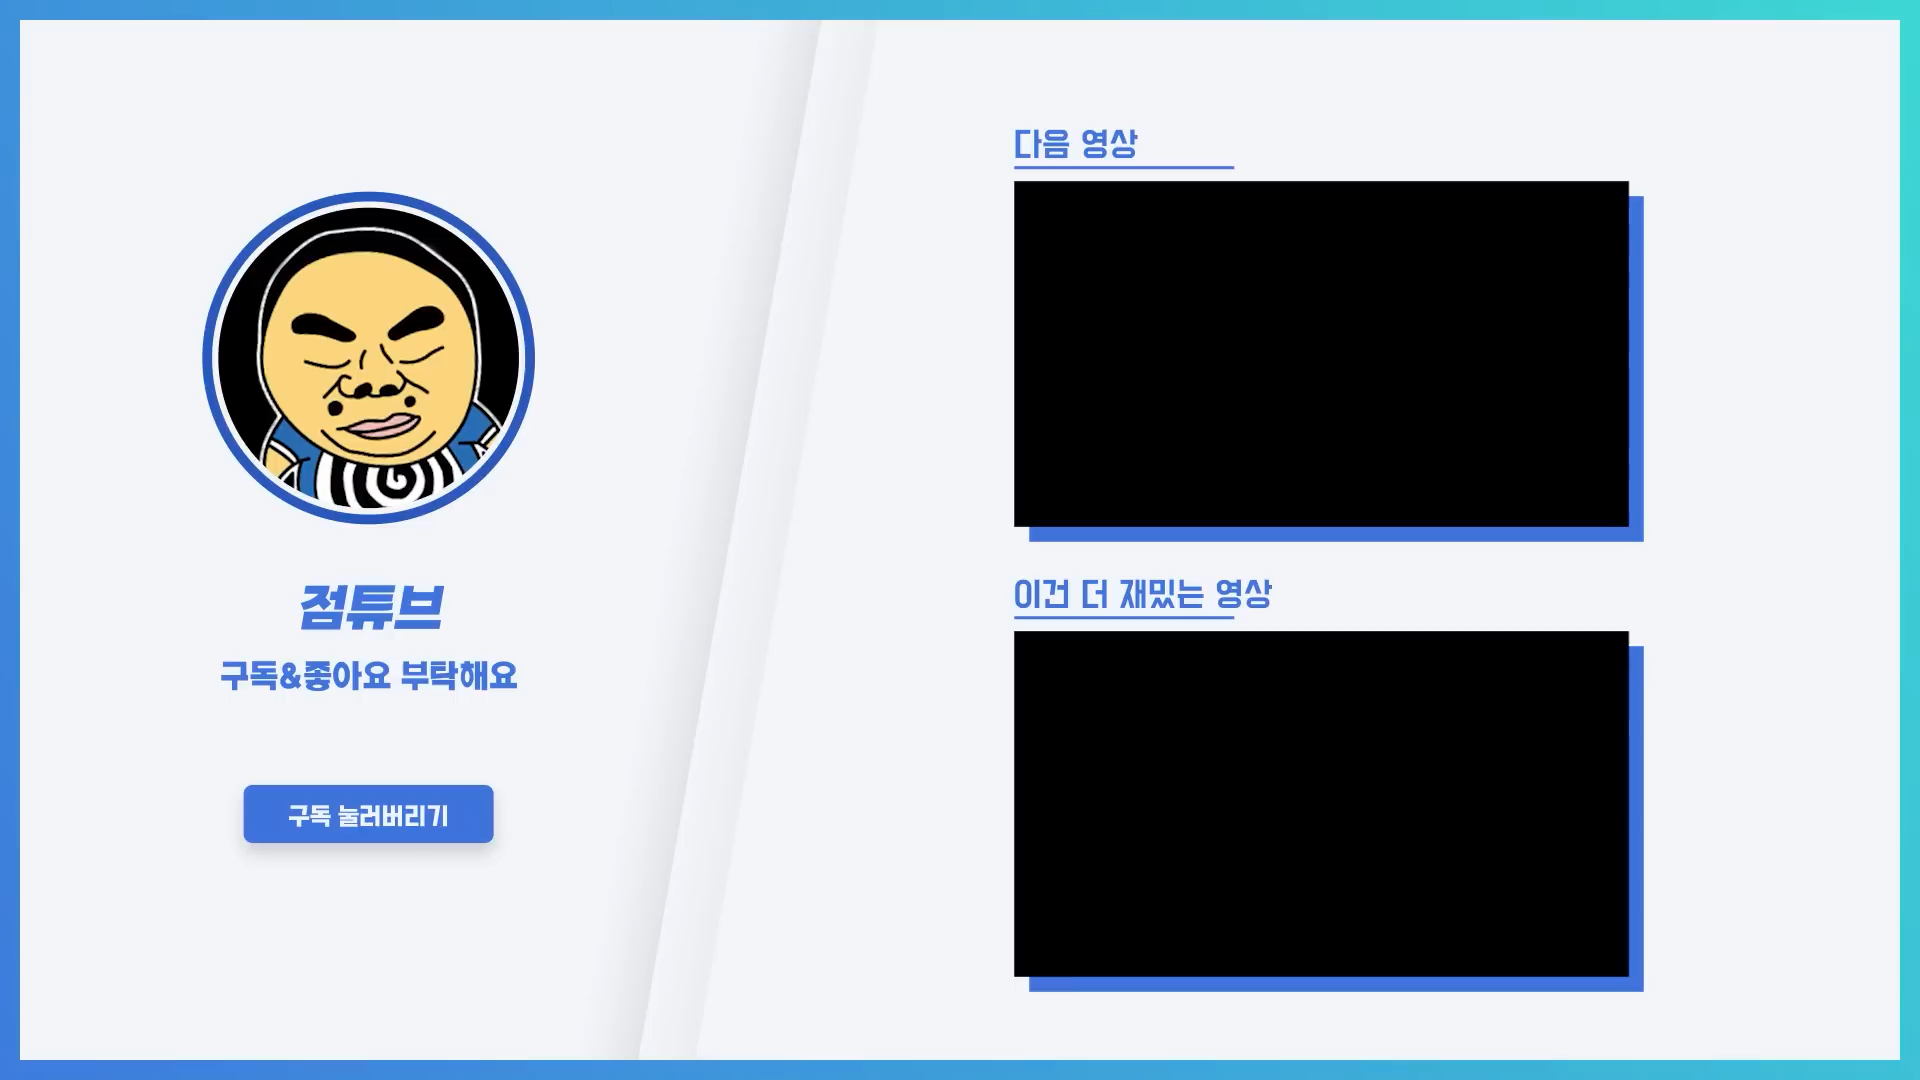 점튜브
구독&좋아요 부탁해요
구독 눌러버리기
다음 영상
이건 더 재밌는 영상